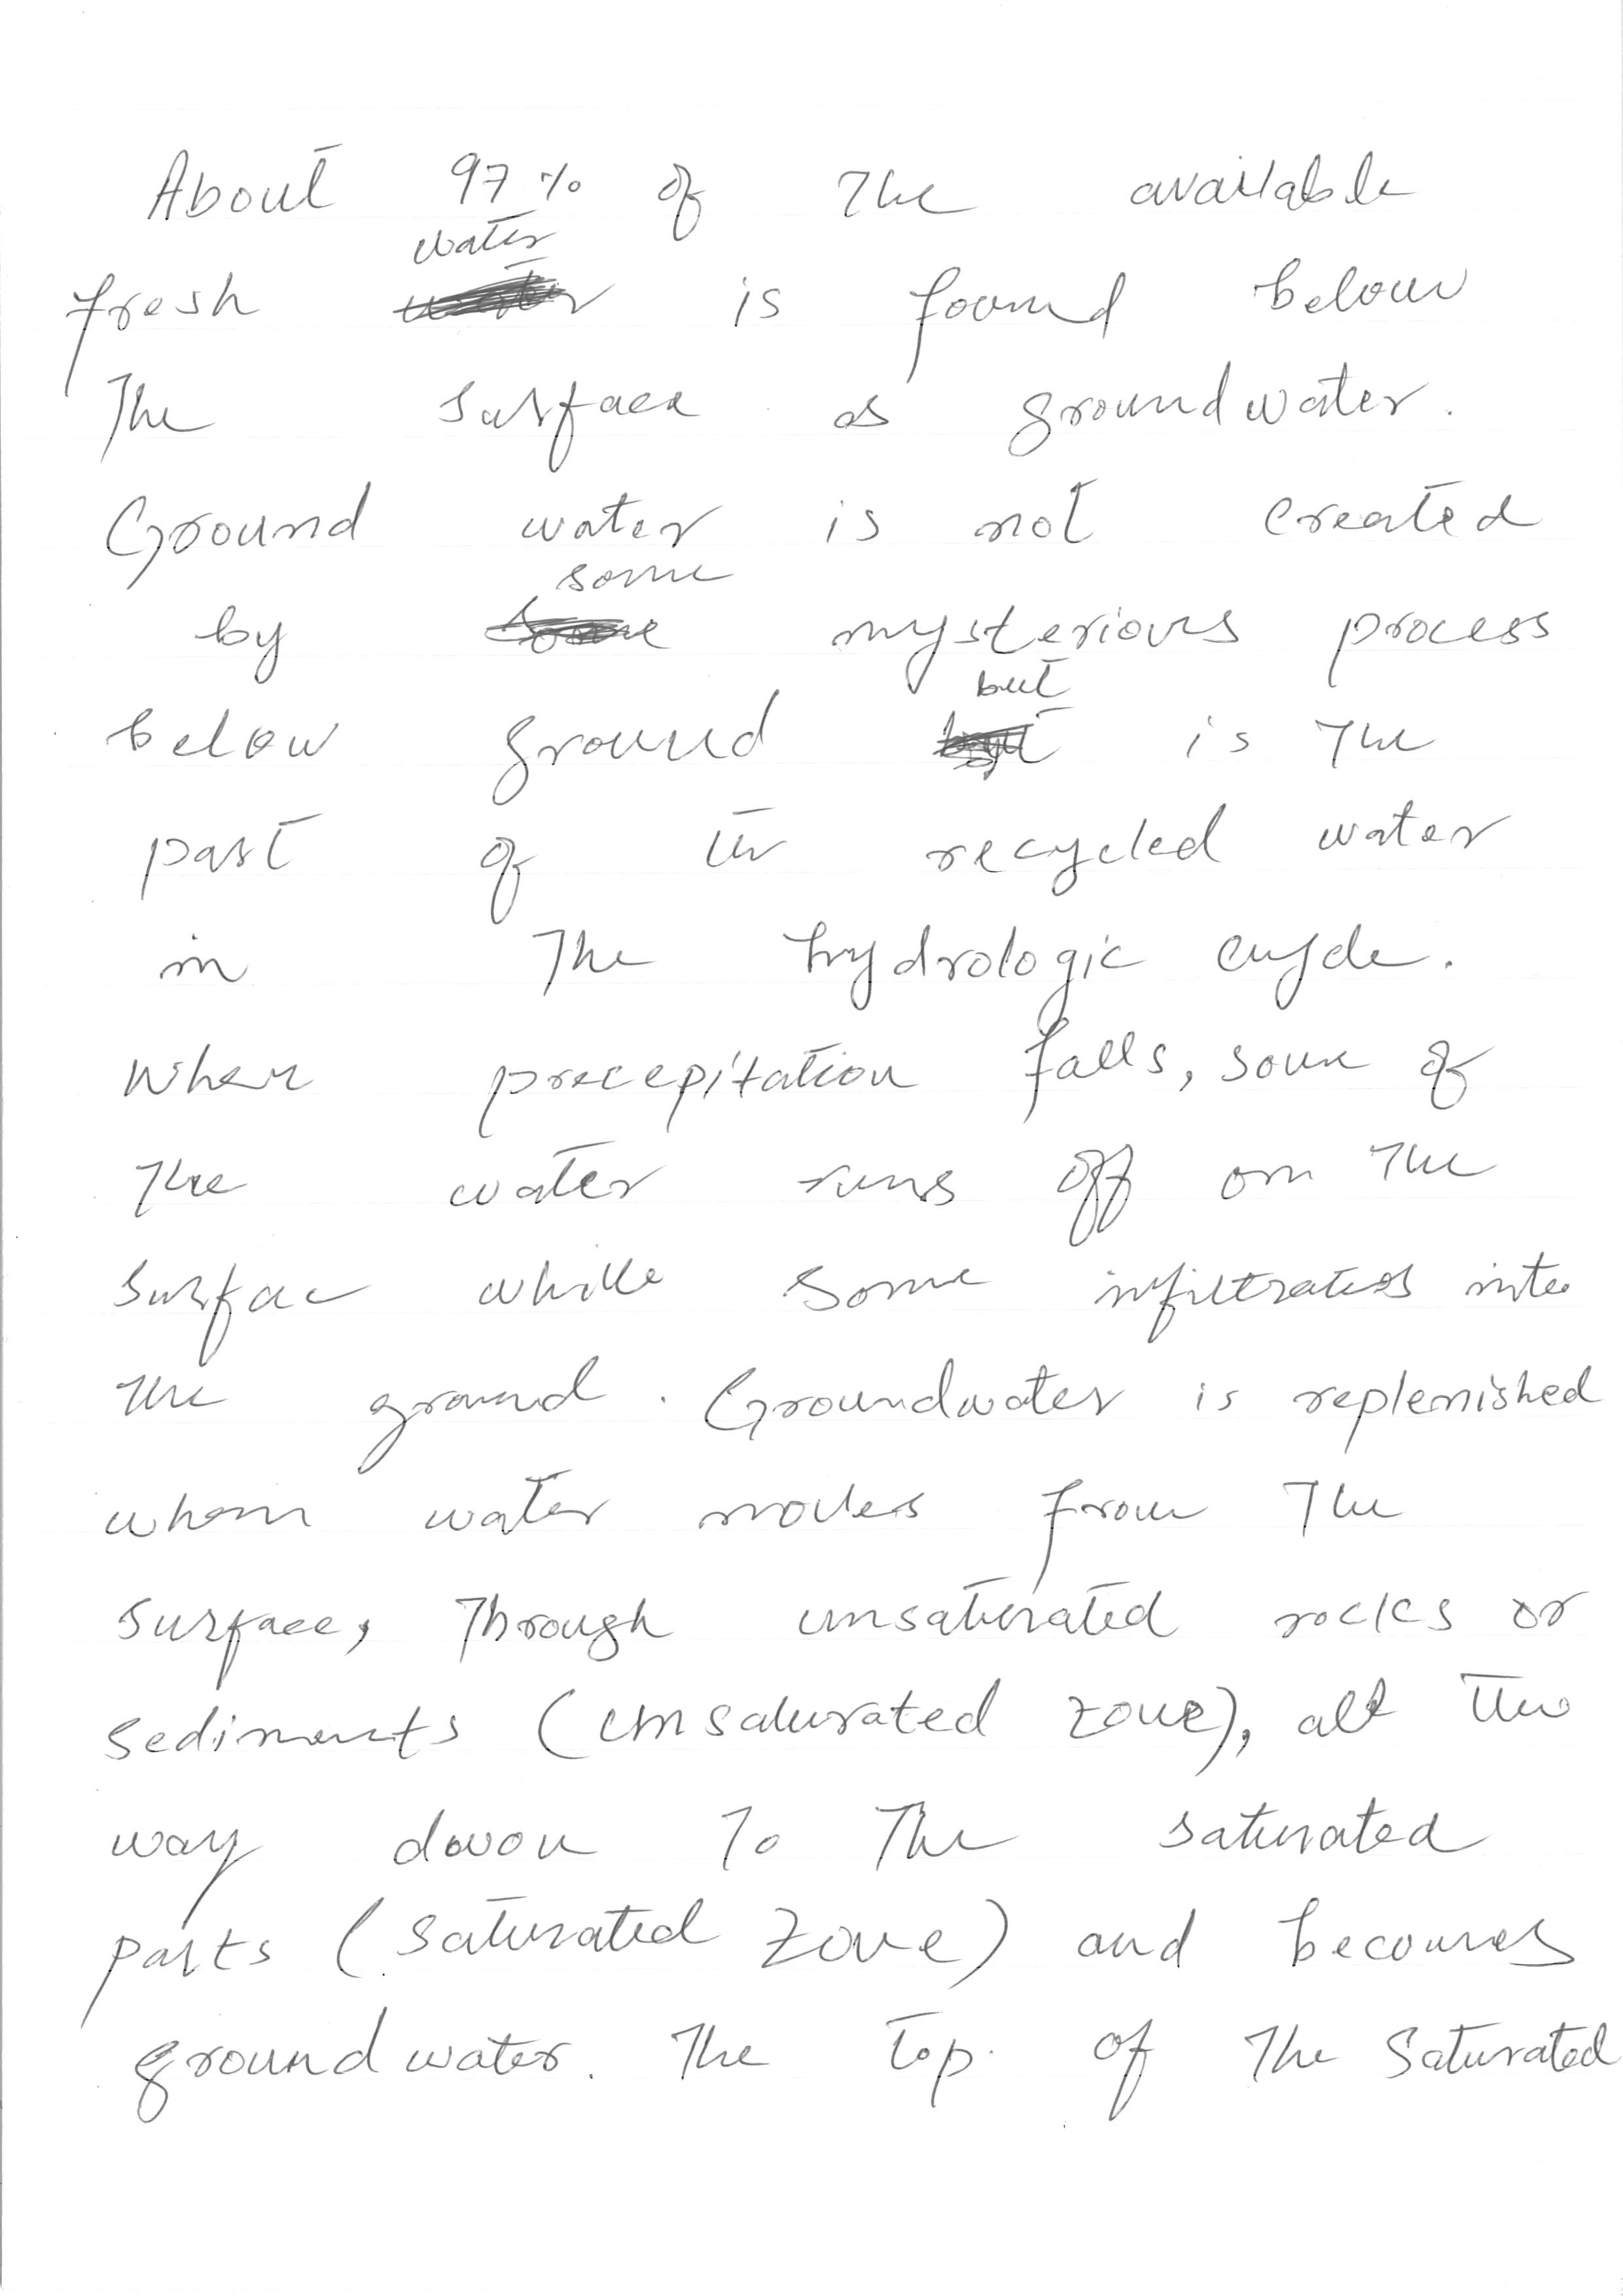 About 97% of the available
fresh water is found below
the surface as groundwater.
Ground water is not created
by some mysterious process
below ground but is the
part of the recycled water
in the hydrologic cycle.
When precepitation falls, some of
the water runs off on the
surfac while some infiltrates into
the ground. Groundwater is replenished
when water moves from the
surface, through unsaturated rocks or
sediments (unsaturated zone), all the
way down to the saturated
parts (saturated zone) and becomes
groundwater. The top of the saturated